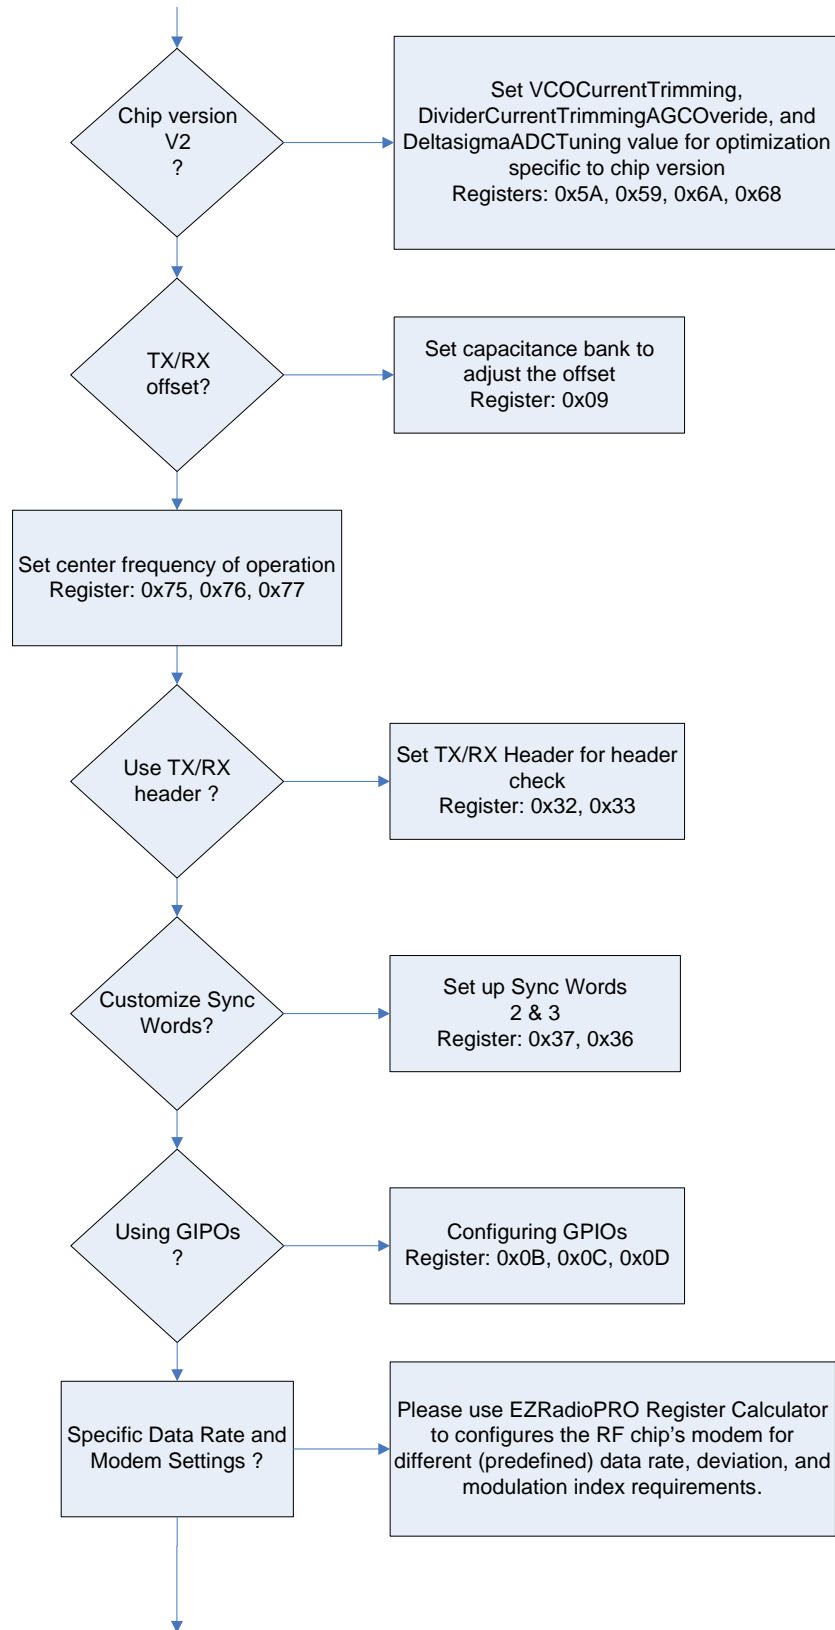 Chip version
V2
?
Set VCOCurrentTrimming,
DividerCurrentTrimmingAGCOveride, and
DeltasigmaADCTuning value for optimization
specific to chip version
Registers: 0x5A, 0x59, 0x6A, 0x68
TX/RX
offset?
Set capacitance bank to
adjust the offset
Register: 0x09
Set center frequency of operation
Register: 0x75, 0x76, 0x77
Use TX/RX
header ?
Set TX/RX Header for header
check
Register: 0x32, 0x33
Customize Sync
Words?
Set up Sync Words
2 & 3
Register: 0x37, 0x36
Using GIPOs
?
Configuring GPIOs
Register: 0x0B, 0x0C, 0x0D
Specific Data Rate and
Modem Settings ?
Please use EZRadioPRO Register Calculator
to configures the RF chip's modem for
different (predefined) data rate, deviation, and
modulation index requirements.